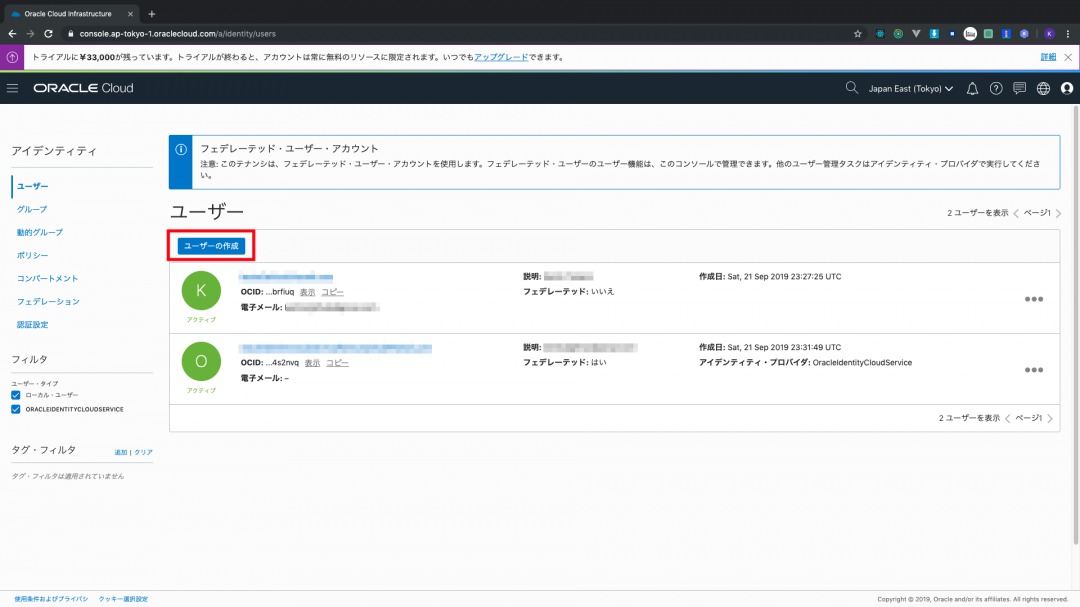 Oracle Cloud Infrastructure
console.ap-tokyo-1.oraclecloud.com/a/identity/users
トライアルに¥33,000が残っています。トライアルが終わると、アカウントは常に無料のリソースに限定されます。いつでもアップグレードできます。
詳細
ORACLE Cloud
Japan East (Tokyo)
アイデンティティ
ユーザー
グループ
動的グループ
ポリシー
コンパートメント
フェデレーション
認証設定
フィルタ
ユーザー・タイプ
ローカル・ユーザー
ORACLEIDENTITYCLOUDSERVICE
タグ・フィルタ
追加 | クリア
タグ・フィルタは適用されていません
フェデレーテッド・ユーザー・アカウント
注意: このテナンシは、フェデレーテッド・ユーザー・アカウントを使用します。フェデレーテッド・ユーザーのユーザー機能は、このコンソールで管理できます。他のユーザー管理タスクはアイデンティティ・プロバイダで実行してくださ
い。
ユーザー
2 ユーザーを表示 ページ1
ユーザーの作成
K
アクティブ
OCID: ...brfiuq 表示 コピー
電子メール:
説明:
フェデレーテッド: いいえ
作成日: Sat, 21 Sep 2019 23:27:25 UTC
O
アクティブ
OCID: ...4s2nvq 表示 コピー
電子メール: –
説明:
フェデレーテッド: はい
作成日: Sat, 21 Sep 2019 23:31:49 UTC
アイデンティティ・プロバイダ: OracleIdentityCloudService
2 ユーザーを表示 ページ1
使用条件およびプライバシ クッキー選択設定
Copyright © 2019, Oracle and/or its affiliates. All rights reserved.